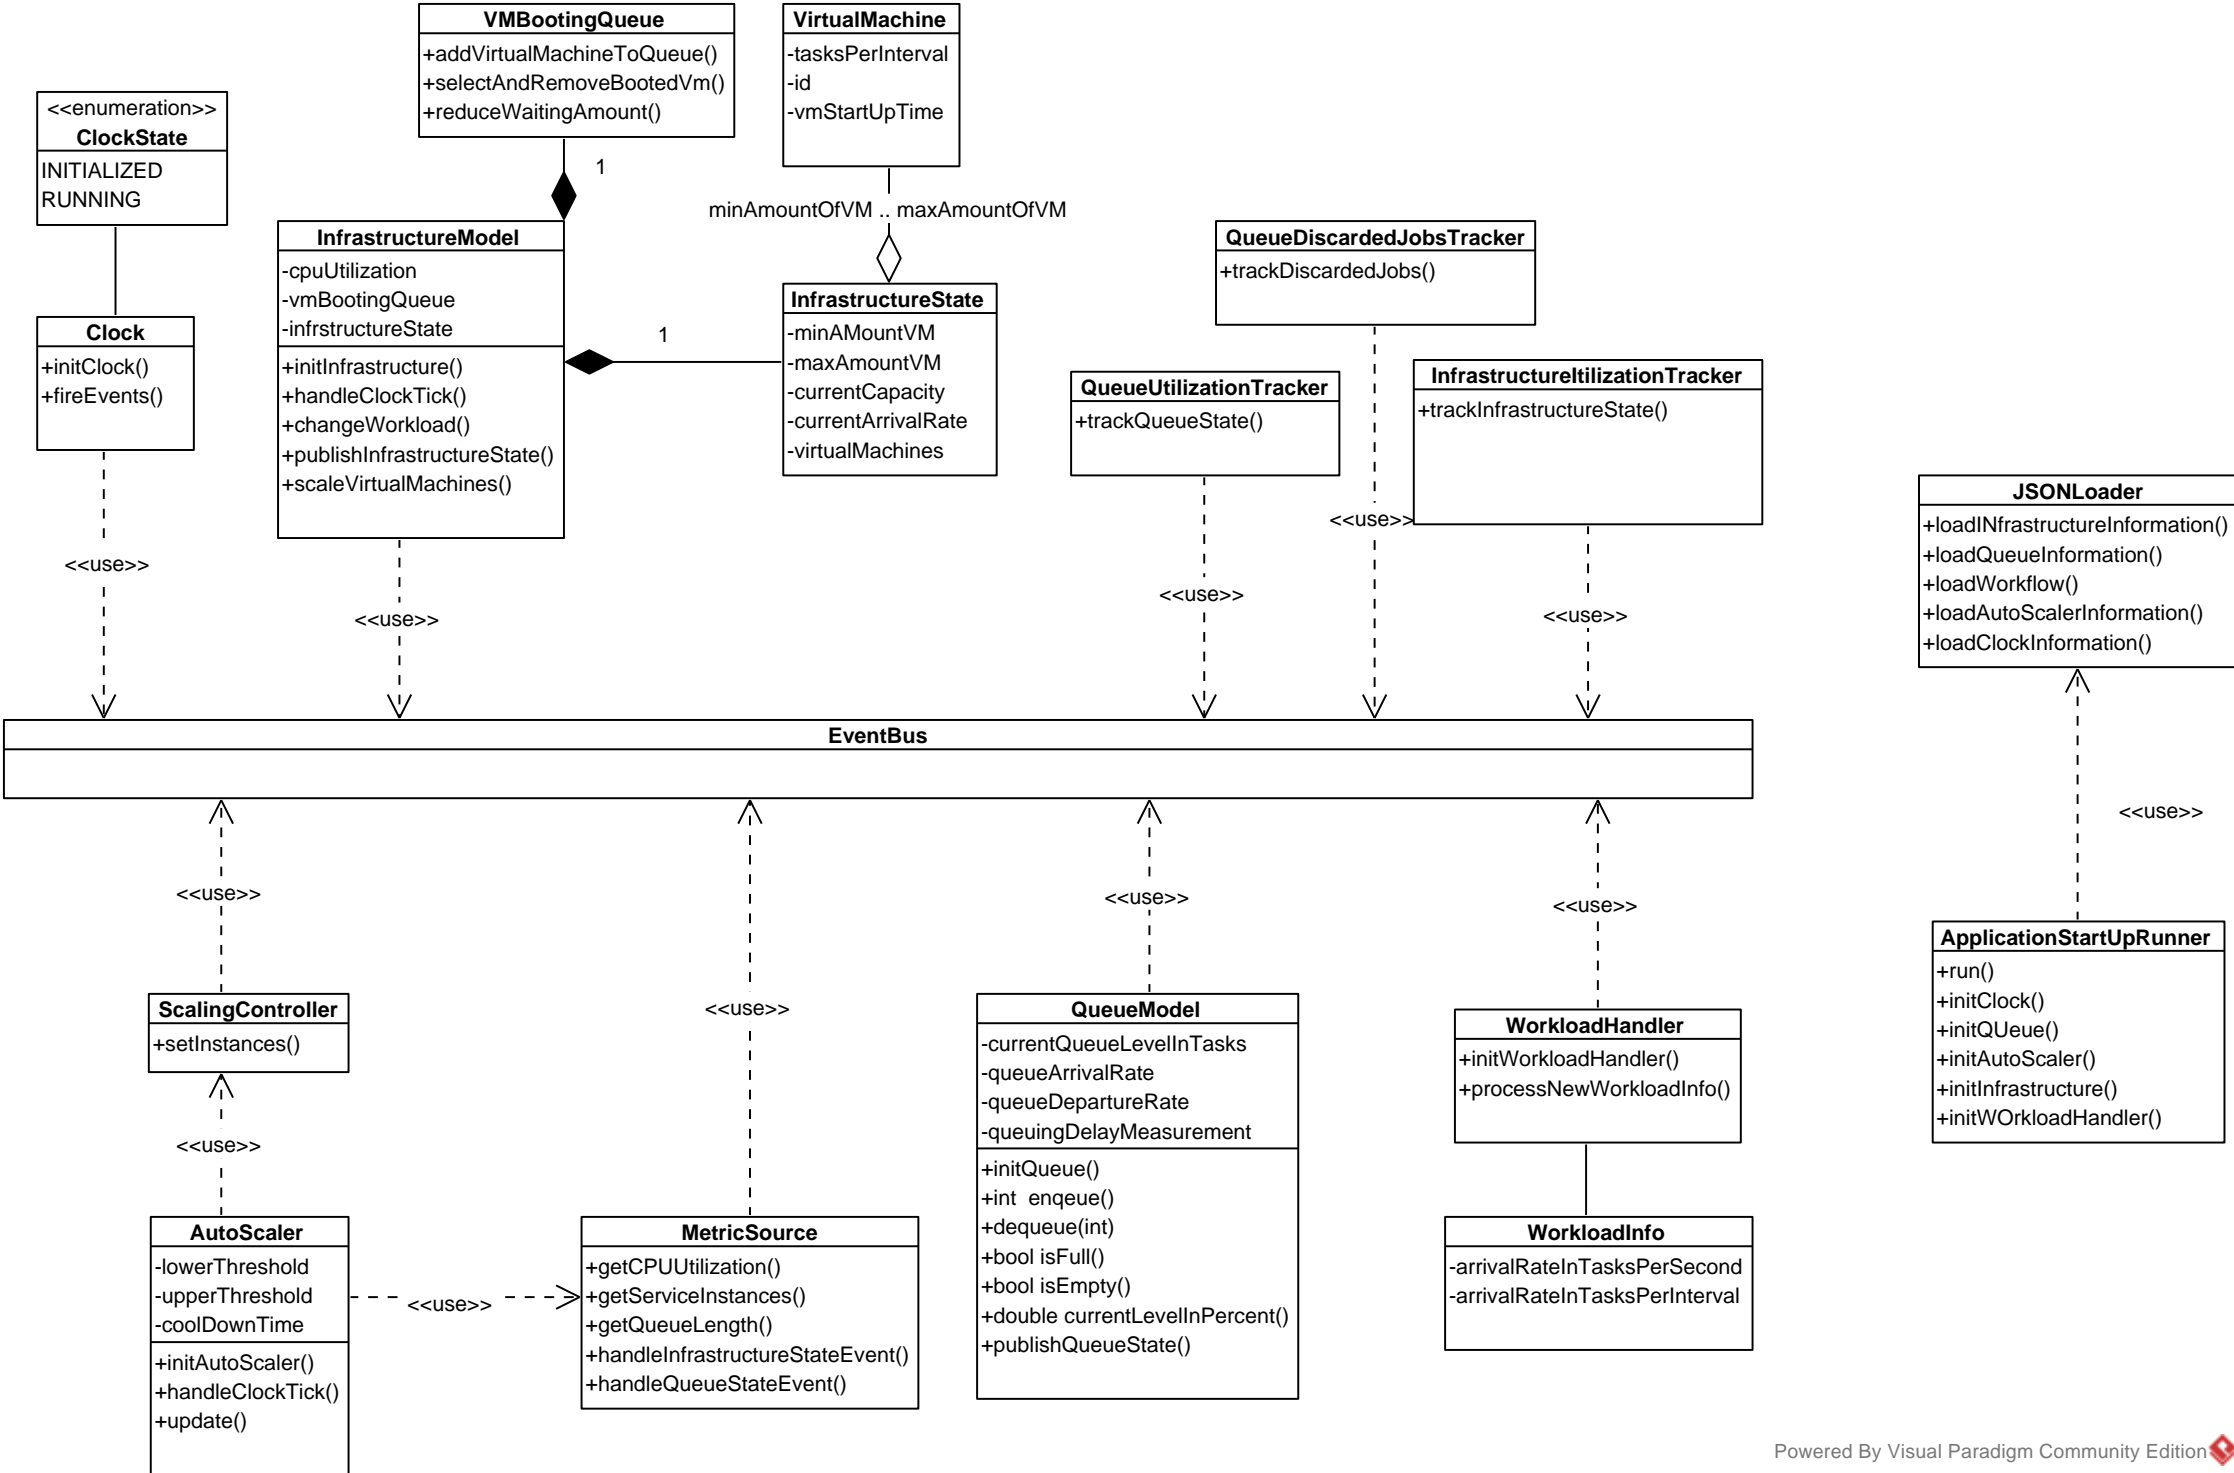 VMBootingQueue
+addVirtualMachineToQueue()
+selectAndRemoveBootedVm()
+reduceWaitingAmount()
VirtualMachine
-tasksPerInterval
-id
-vmStartUpTime
<<enumeration>>
ClockState
INITIALIZED
RUNNING
1
minAmountOfVM .. maxAmountOfVM
InfrastructureModel
-cpuUtilization
-vmBootingQueue
-infrstructureState
+initInfrastructure()
+handleClockTick()
+changeWorkload()
+publishInfrastructureState()
+scaleVirtualMachines()
1
InfrastructureState
-minAMountVM
-maxAmountVM
-currentCapacity
-currentArrivalRate
-virtualMachines
QueueDiscardedJobsTracker
+trackDiscardedJobs()
Clock
+initClock()
+fireEvents()
QueueUtilizationTracker
+trackQueueState()
InfrastructureItilizationTracker
+trackInfrastructureState()
JSONLoader
+loadINfrastructureInformation()
+loadQueueInformation()
+loadWorkflow()
+loadAutoScalerInformation()
+loadClockInformation()
<<use>>
<<use>>
<<use>>
<<use>>
<<use>>
EventBus
<<use>>
<<use>>
<<use>>
<<use>>
<<use>>
ApplicationStartUpRunner
+run()
+initClock()
+initQUeue()
+initAutoScaler()
+initInfrastructure()
+initWOrkloadHandler()
ScalingController
+setInstances()
<<use>>
QueueModel
-currentQueueLevelInTasks
-queueArrivalRate
-queueDepartureRate
-queuingDelayMeasurement
+initQueue()
+int  enqeue()
+dequeue(int)
+bool isFull()
+bool isEmpty()
+double currentLevelInPercent()
+publishQueueState()
WorkloadHandler
+initWorkloadHandler()
+processNewWorkloadInfo()
AutoScaler
-lowerThreshold
-upperThreshold
-coolDownTime
+initAutoScaler()
+handleClockTick()
+update()
<<use>>
MetricSource
+getCPUUtilization()
+getServiceInstances()
+getQueueLength()
+handleInfrastructureStateEvent()
+handleQueueStateEvent()
WorkloadInfo
-arrivalRateInTasksPerSecond
-arrivalRateInTasksPerInterval
Powered By Visual Paradigm Community Edition